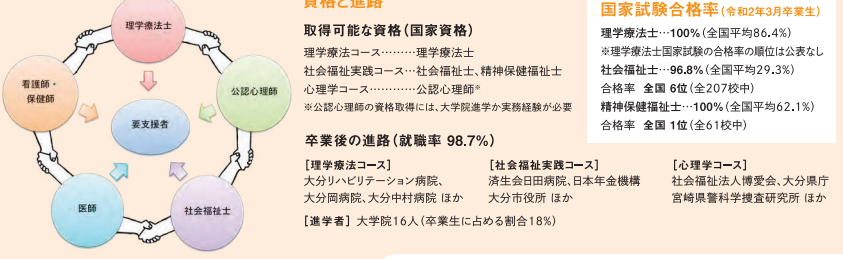 理学療法士
看護師・
保健師
公認心理師
要支援者
医師
社会福祉士
資格と進路
取得可能な資格(国家資格)
理学療法コース………理学療法士
社会福祉実践コース…社会福祉士、精神保健福祉士
心理学コース…………公認心理師※
※公認心理師の資格取得には、大学院進学か実務経験が必要
国家試験合格率(令和2年3月卒業生)
理学療法士…100%(全国平均86.4%)
※理学療法士国家試験の合格率の順位は公表なし
社会福祉士…96.8%(全国平均29.3%)
合格率 全国 6位(全207校中)
精神保健福祉士…100%(全国平均62.1%)
合格率 全国 1位(全61校中)
卒業後の進路(就職率 98.7%)
[理学療法コース]
大分リハビリテーション病院、
大分岡病院、大分中村病院 ほか
[社会福祉実践コース]
済生会日田病院、日本年金機構
大分市役所 ほか
[心理学コース]
社会福祉法人博愛会、大分県庁
宮崎県警科学捜査研究所 ほか
[進学者] 大学院16人(卒業生に占める割合18%)